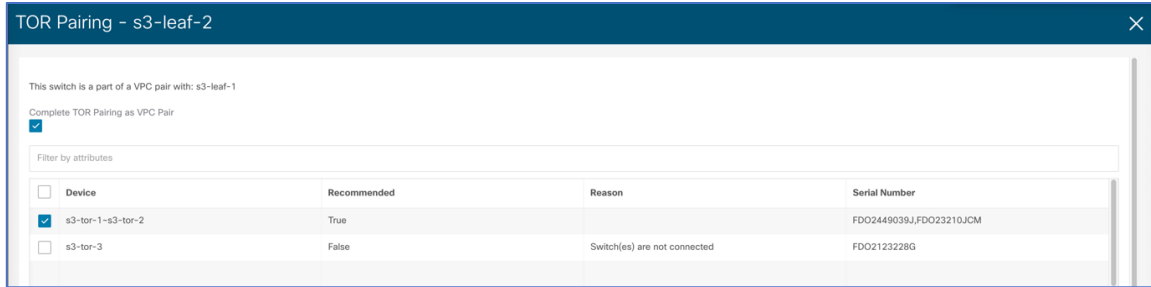 TOR Pairing - s3-leaf-2
This switch is a part of a VPC pair with: s3-leaf-1
Complete TOR Pairing as VPC Pair
Filter by attributes
Device Recommended Reason Serial Number
s3-tor-1~s3-tor-2 True FDO2449039J,FDO23210JCM
s3-tor-3 False Switch(es) are not connected FDO2123228G